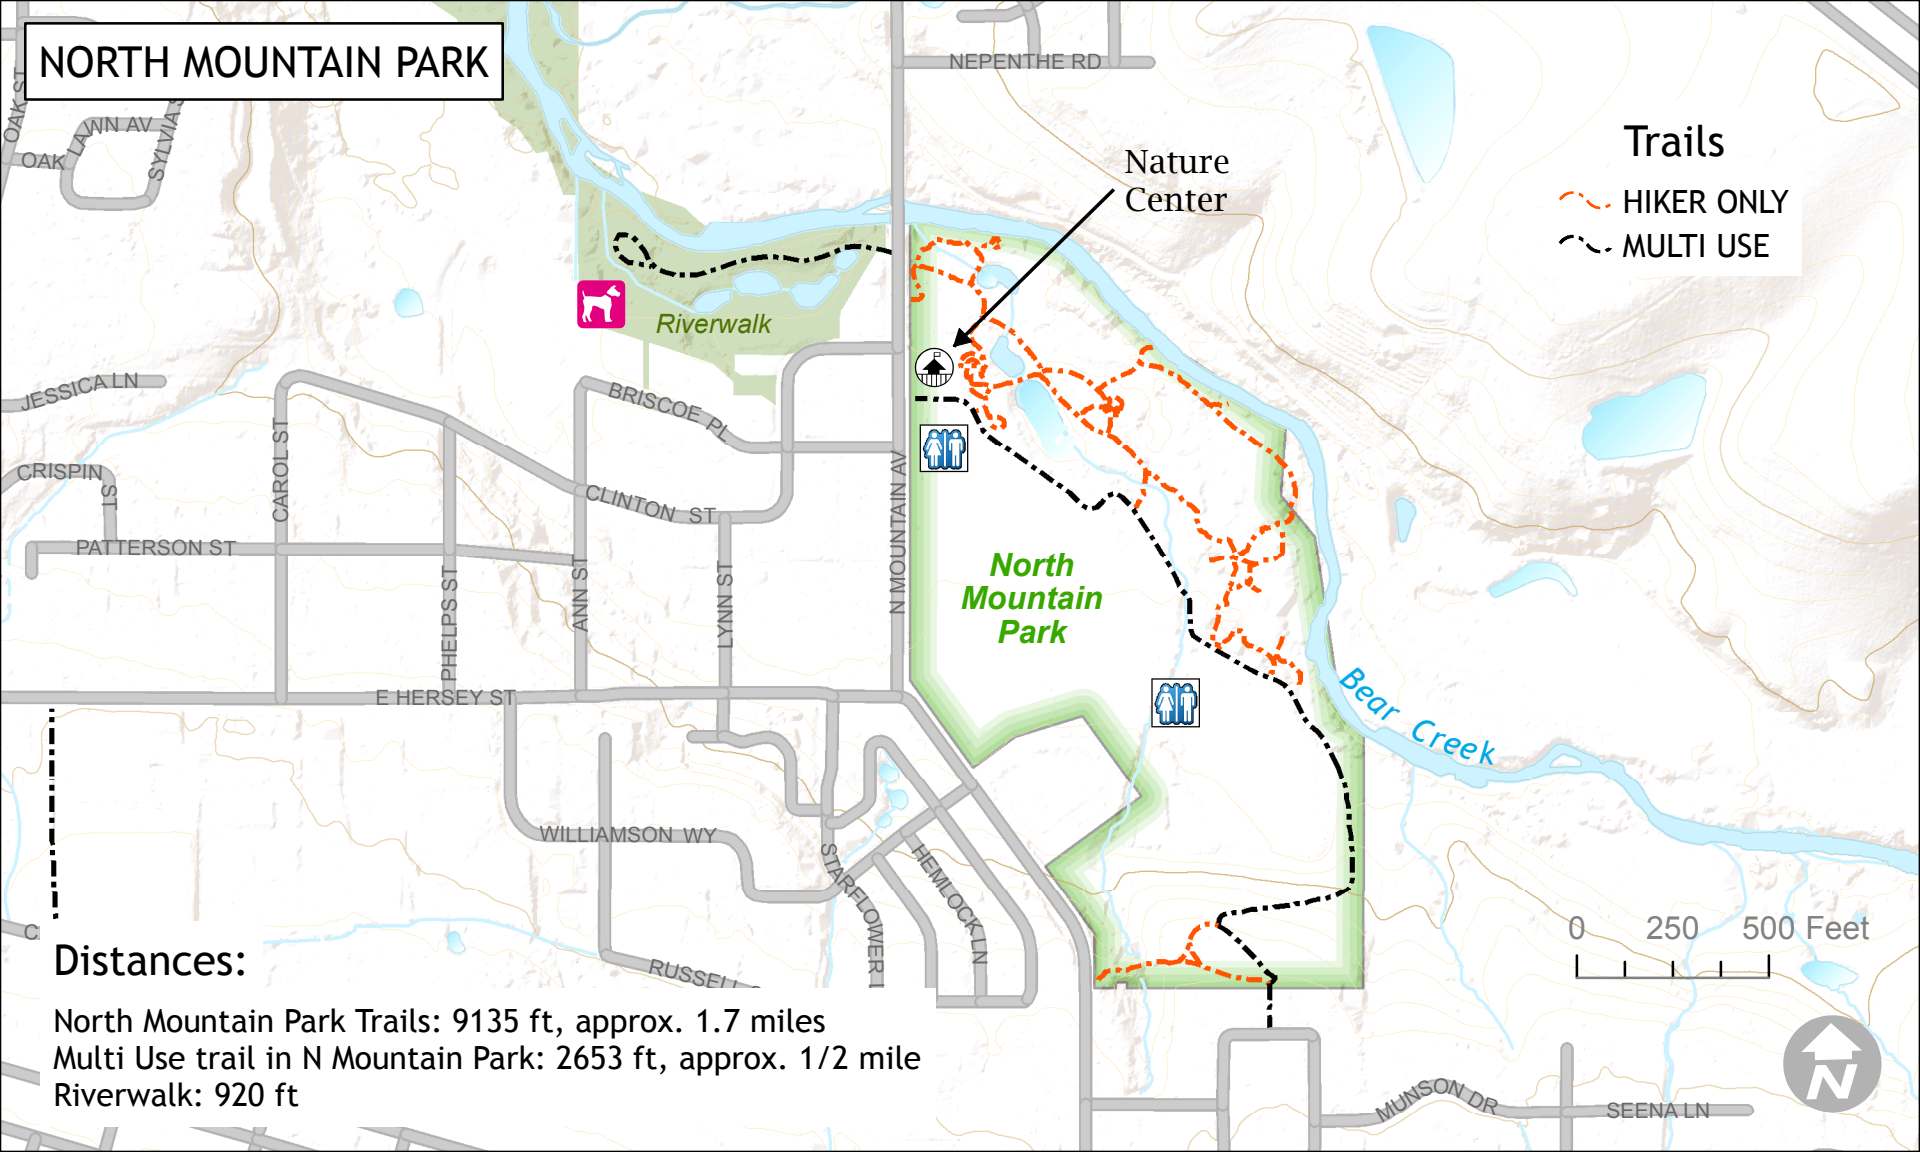 NORTH MOUNTAIN PARK
NEPENTHE RD
OAK ST
LAWN AV
OAK
SYLVIA S
Nature
Center
Trails
HIKER ONLY
MULTI USE
Riverwalk
JESSICA LN
BRISCOE PL
CAROL ST
CRISPIN
ST
CLINTON ST
N MOUNTAIN AV
PATTERSON ST
PHELPS ST
ANN ST
LYNN ST
North
Mountain
Park
E HERSEY ST
Bear Creek
WILLIAMSON WY
STARFLOWER L
HEMLOCK LN
C
RUSSELL
0 250 500 Feet
Distances:
North Mountain Park Trails: 9135 ft, approx. 1.7 miles
Multi Use trail in N Mountain Park: 2653 ft, approx. 1/2 mile
Riverwalk: 920 ft
N
MUNSON DR
SEENA LN